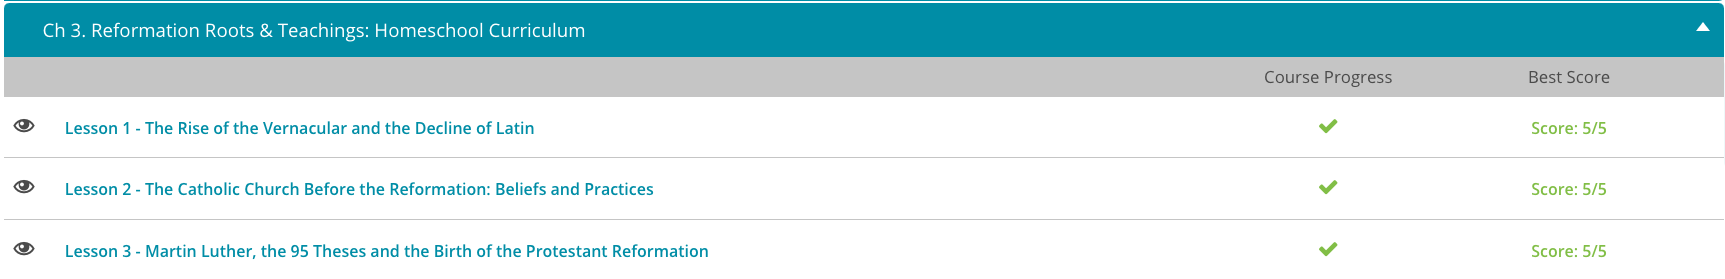 Ch 3. Reformation Roots & Teachings: Homeschool Curriculum
Course Progress Best Score
Lesson 1 - The Rise of the Vernacular and the Decline of Latin Score: 5/5
Lesson 2 - The Catholic Church Before the Reformation: Beliefs and Practices Score: 5/5
Lesson 3 - Martin Luther, the 95 Theses and the Birth of the Protestant Reformation Score: 5/5